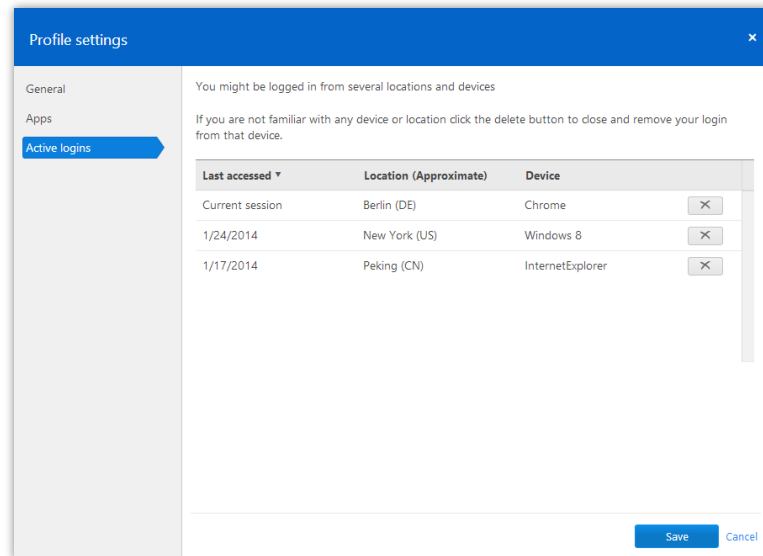 Profile settings
General
Apps
Active logins
You might be logged in from several locations and devices
If you are not familiar with any device or location click the delete button to close and remove your login
from that device.
Last accessed Location (Approximate) Device
Current session Berlin (DE) Chrome
1/24/2014 New York (US) Windows 8
1/17/2014 Peking (CN) InternetExplorer
Save Cancel